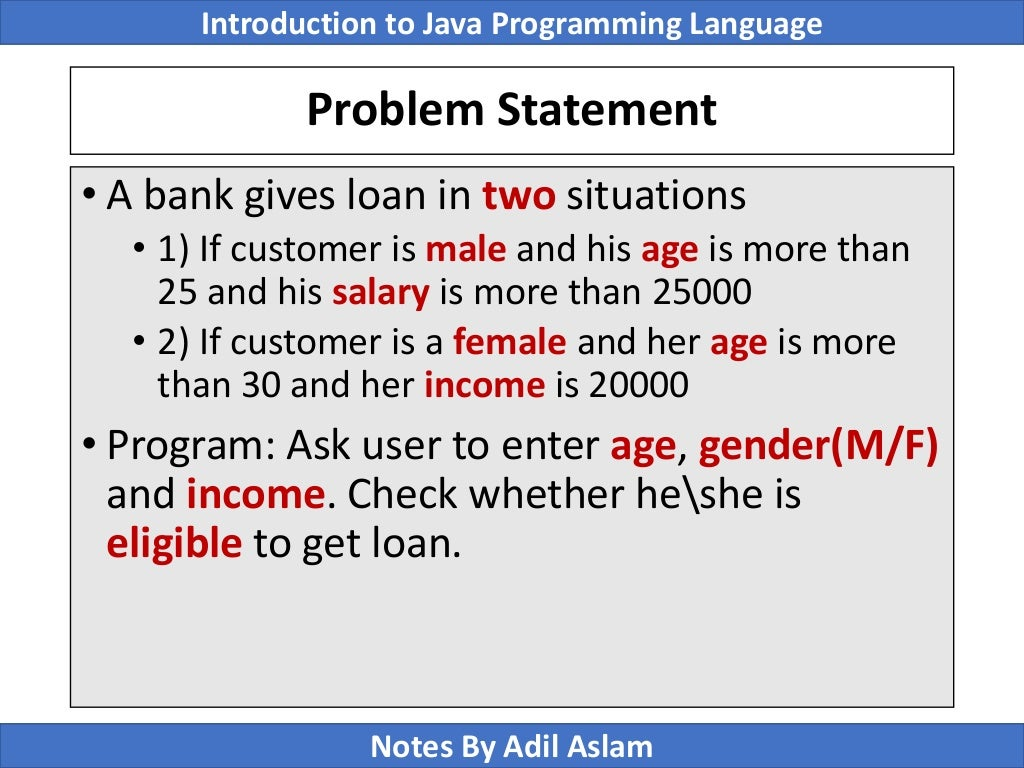 Introduction to Java Programming Language
Problem Statement
• A bank gives loan in two situations
• 1) If customer is male and his age is more than
25 and his salary is more than 25000
• 2) If customer is a female and her age is more
than 30 and her income is 20000
• Program: Ask user to enter age, gender(M/F)
and income. Check whether he\she is
eligible to get loan.
Notes By Adil Aslam